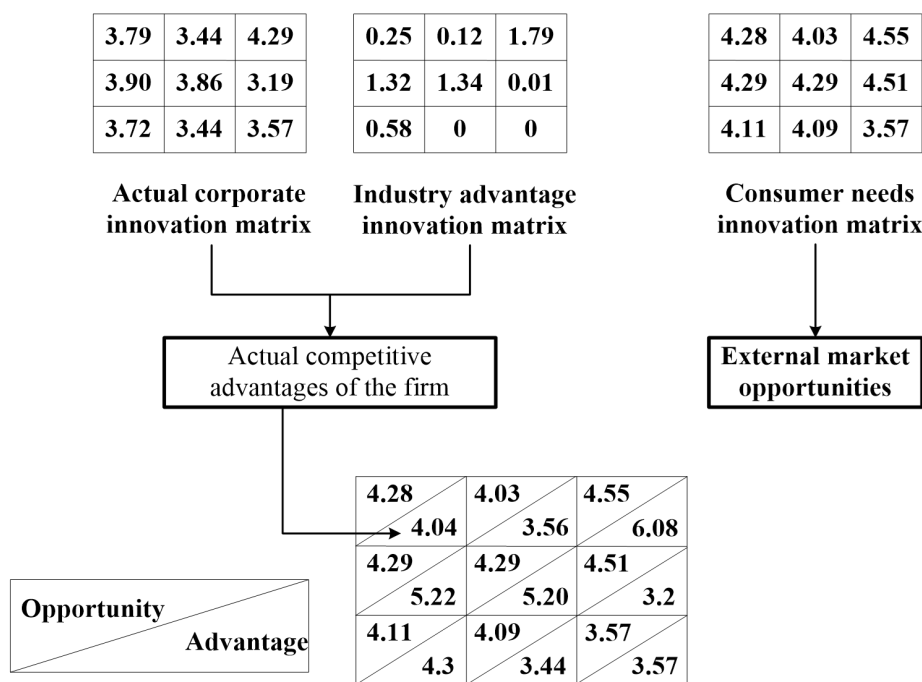 3.79 3.44 4.29 0.25 0.12 1.79 4.28 4.03 4.55
3.90 3.86 3.19 1.32 1.34 0.01 4.29 4.29 4.51
3.72 3.44 3.57 0.58 0 0 4.11 4.09 3.57
Actual corporate
innovation matrix
Industry advantage
innovation matrix
Consumer needs
innovation matrix
Actual competitive
advantages of the firm
External market
opportunities
4.28 4.03 4.55
4.04 3.56 6.08
4.29 4.29 4.51
5.22 5.20 3.2
4.11 4.09 3.57
4.3 3.44 3.57
Opportunity
Advantage